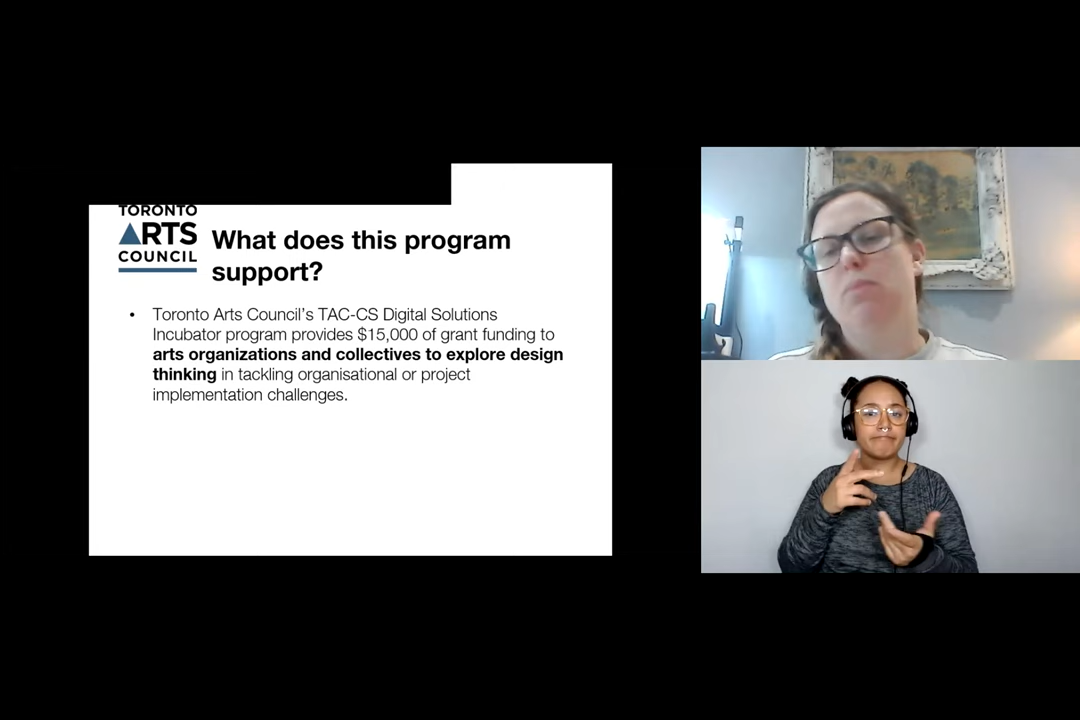 TORONTO
ARTS
COUNCIL
What does this program
support?
• Toronto Arts Council’s TAC-CS Digital Solutions
Incubator program provides $15,000 of grant funding to
arts organizations and collectives to explore design
thinking in tackling organisational or project
implementation challenges.